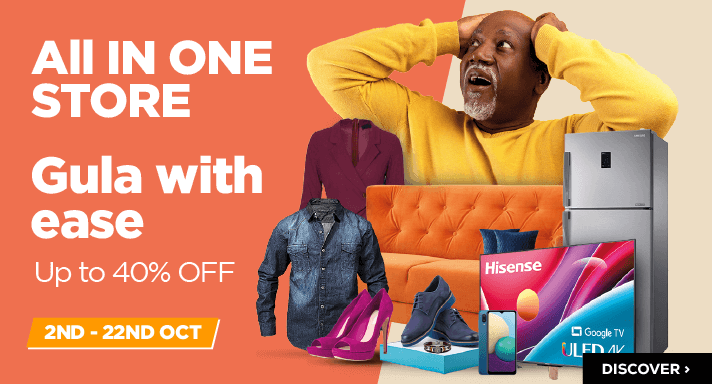 All IN ONE
STORE
Gula with
ease
Up to 40% OFF
2ND - 22ND OCT
Hisense
Google TV
ULED 4K
DISCOVER ›